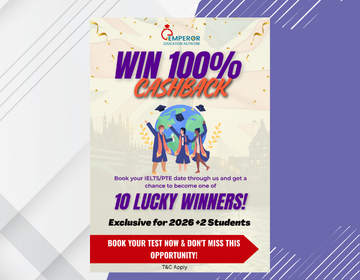 EMPEROR
EDUCATION NETWORK
WIN 100%
CASHBACK
Book your IELTS/PTE date through us and get a
chance to become one of
10 LUCKY WINNERS!
Exclusive for 2026 +2 Students
BOOK YOUR TEST NOW & DON'T MISS THIS
OPPORTUNITY!
T&C Apply